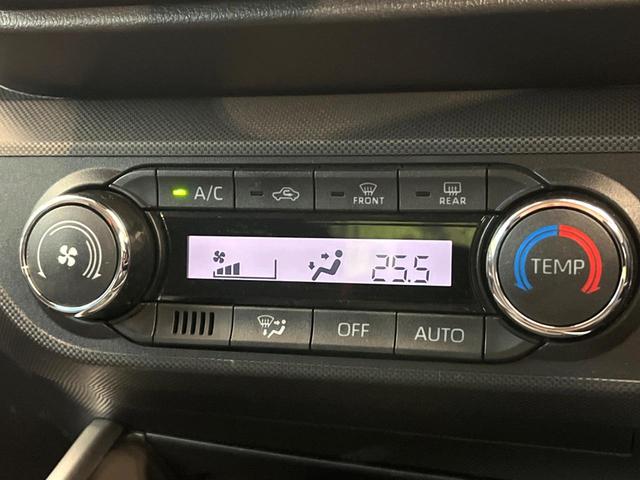 A/C FRONT REAR
25.5
TEMP
OFF AUTO